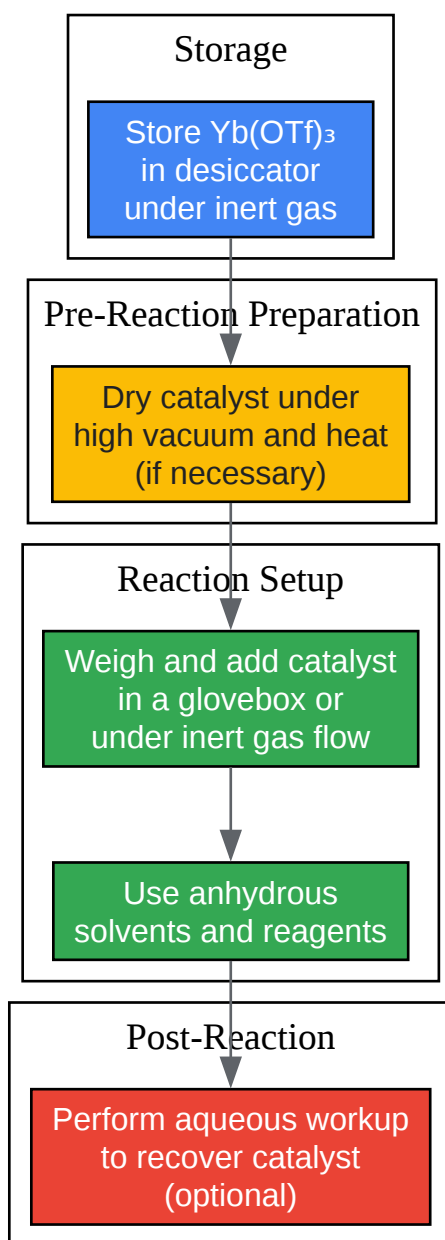 Storage
Store Yb(OTf)₃
in desiccator
under inert gas
Pre-Reaction Preparation
Dry catalyst under
high vacuum and heat
(if necessary)
Reaction Setup
Weigh and add catalyst
in a glovebox or
under inert gas flow
Use anhydrous
solvents and reagents
Post-Reaction
Perform aqueous workup
to recover catalyst
(optional)